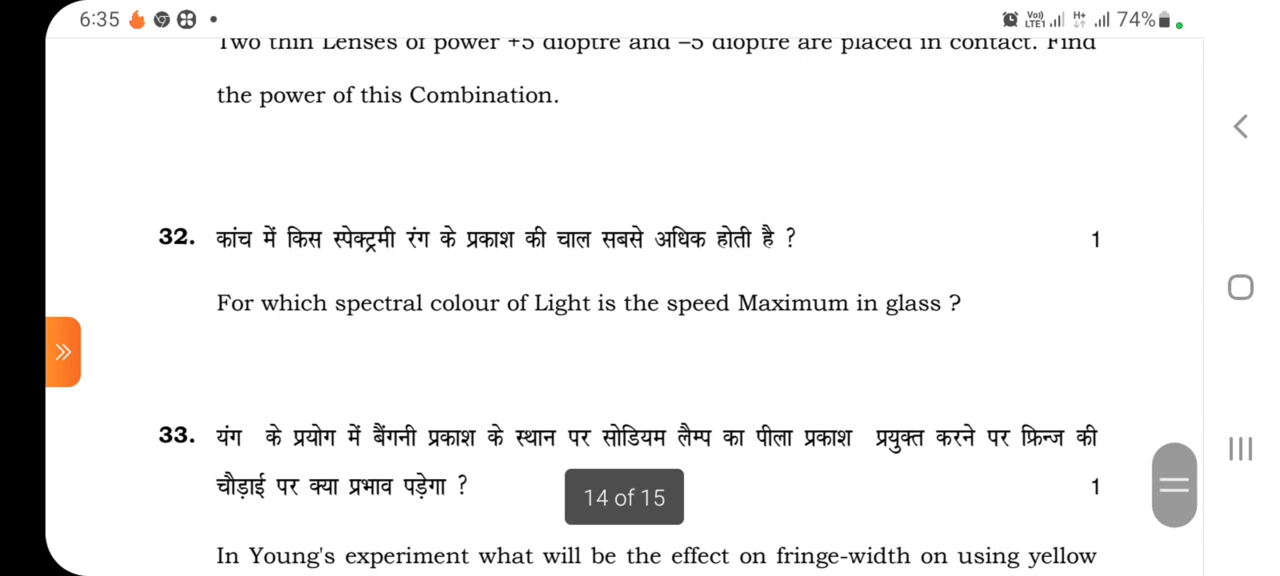 6:35
Vo)) LTE1 H+ 74%
Two thin Lenses of power +5 dioptre and –5 dioptre are placed in contact. Find
the power of this Combination.
32. कांच में किस स्पेक्ट्रमी रंग के प्रकाश की चाल सबसे अधिक होती है ? 1
For which spectral colour of Light is the speed Maximum in glass ?
33. यंग के प्रयोग में बैंगनी प्रकाश के स्थान पर सोडियम लैम्प का पीला प्रकाश प्रयुक्त करने पर फ्रिन्ज की
चौड़ाई पर क्या प्रभाव पड़ेगा ? 1
14 of 15
In Young's experiment what will be the effect on fringe-width on using yellow